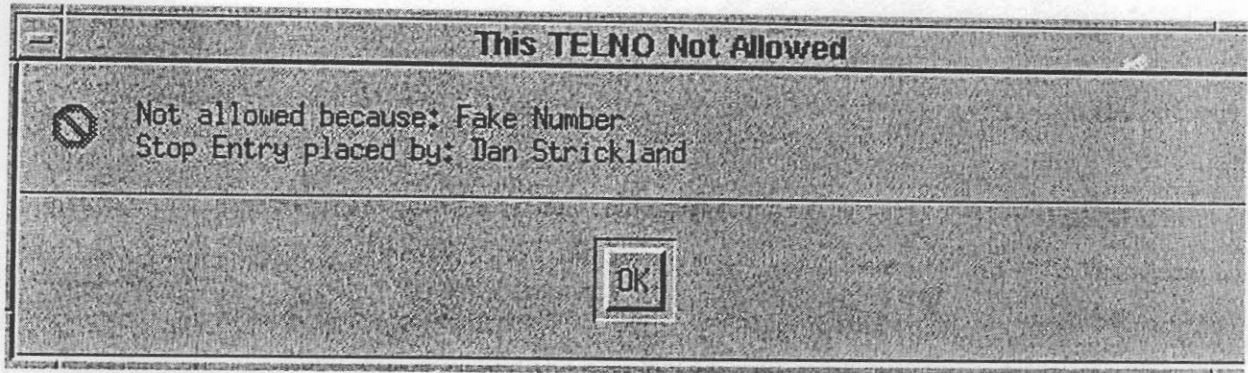 This TELNO Not Allowed
Not allowed because: Fake Number
Stop Entry placed by: Dan Strickland
OK